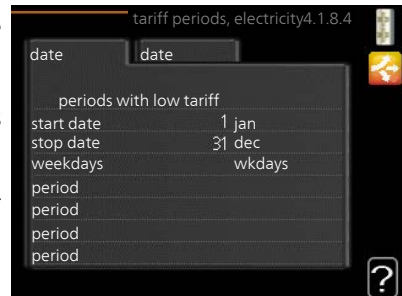 tariff periods, electricity4.1.8.4
date date
periods with low tariff
start date 1 jan
stop date 31 dec
weekdays wkdays
period
period
period
period
?